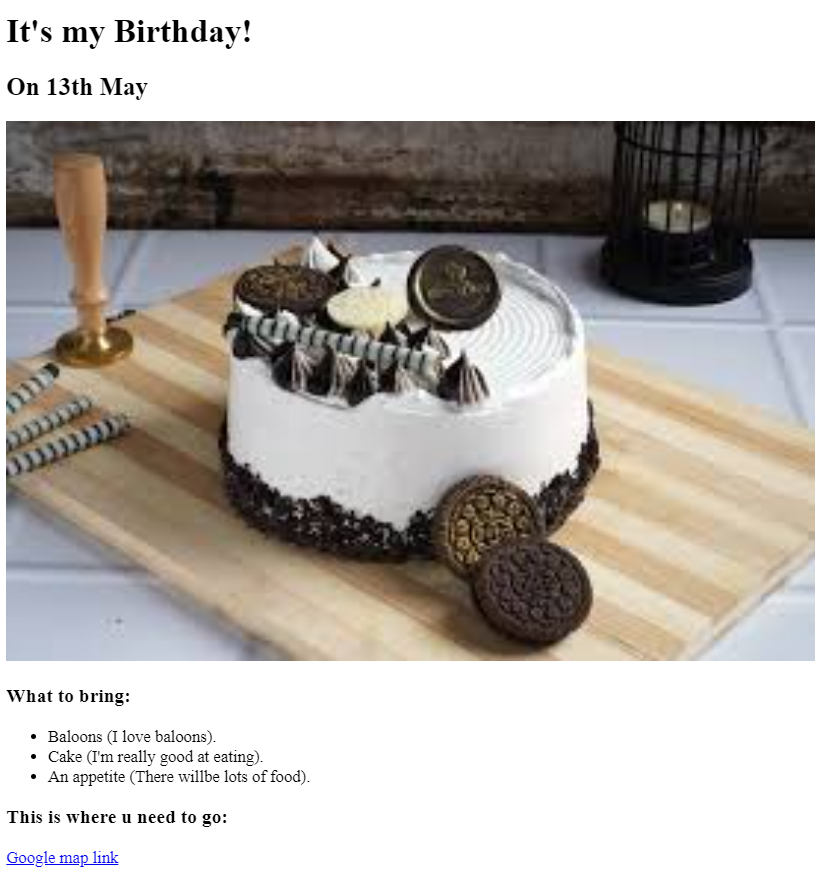 It's my Birthday!
On 13th May
What to bring:
Baloons (I love baloons).
Cake (I'm really good at eating).
An appetite (There willbe lots of food).
This is where u need to go:
Google map link